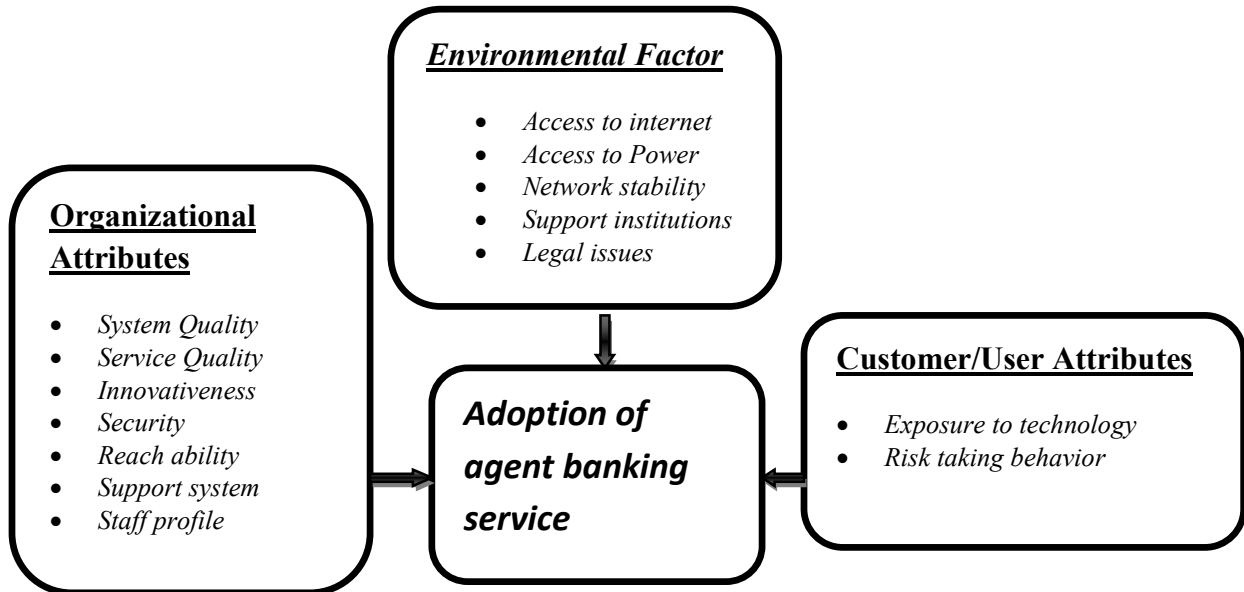 Environmental Factor
• Access to internet
• Access to Power
• Network stability
• Support institutions
• Legal issues
Organizational
Attributes
• System Quality
• Service Quality
• Innovativeness
• Security
• Reach ability
• Support system
• Staff profile
Adoption of
agent banking
service
Customer/User Attributes
• Exposure to technology
• Risk taking behavior